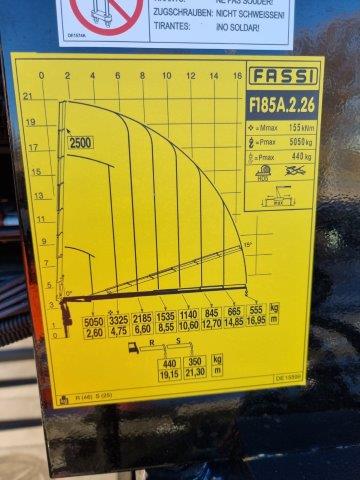 NE PAS SOUDER!
ZUGSCHRAUBEN: NICHT SCHWEISSEN!
TIRANTES: ¡NO SOLDAR!
DE1574A
0 2 4 6 8 10 12 14 16
FASSI
F185A.2.26
Mmax 155 kNm
Pmax 5050 kg
Pmax 440 kg
HDS
max
21
19
17
15
13
11
9
7
5
3
1
2500
15°
0°
5050 3325 2185 1535 1140 845 665 555 kg
2,60 4,75 6,60 8,55 10,60 12,70 14,85 16,95 m
R S
440 350 kg
19,15 21,30 m
R (46) S (25)